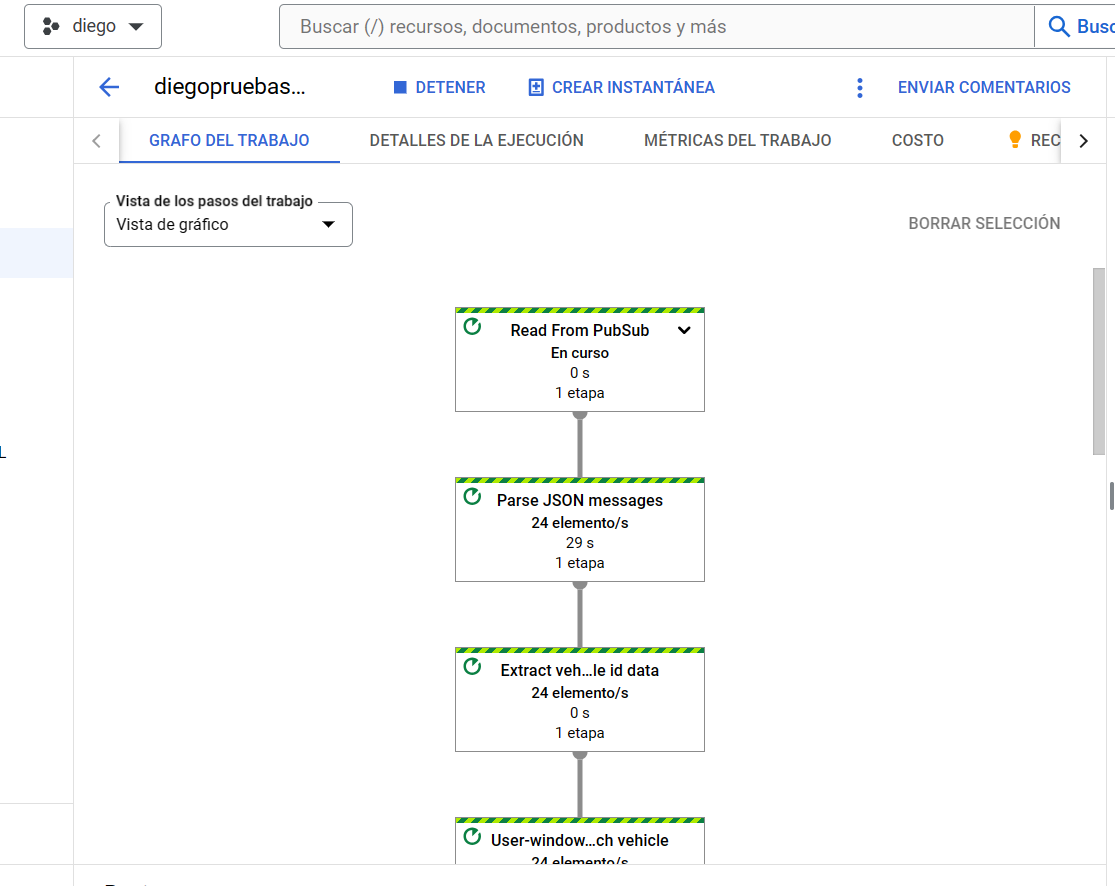 diego
Buscar (/) recursos, documentos, productos y más
diegopruebas...
DETENER
CREAR INSTANTÁNEA
ENVIAR COMENTARIOS
GRAFO DEL TRABAJO
DETALLES DE LA EJECUCIÓN
MÉTRICAS DEL TRABAJO
COSTO
Vista de los pasos del trabajo
Vista de gráfico
BORRAR SELECCIÓN
L
Read From PubSub
En curso
0 s
1 etapa
Parse JSON messages
24 elemento/s
29 s
1 etapa
Extract veh...le id data
24 elemento/s
0 s
1 etapa
User-window...ch vehicle
24 elemento/s